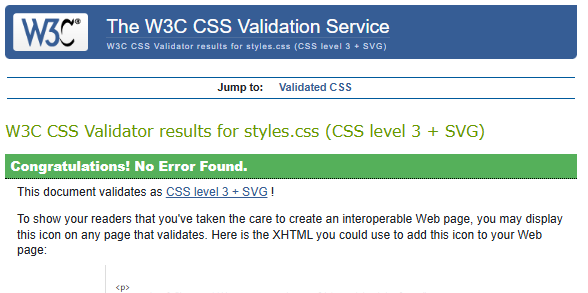 W3C®
The W3C CSS Validation Service
W3C CSS Validator results for styles.css (CSS level 3 + SVG)
Jump to: Validated CSS
W3C CSS Validator results for styles.css (CSS level 3 + SVG)
Congratulations! No Error Found.
This document validates as CSS level 3 + SVG !
To show your readers that you've taken the care to create an interoperable Web page, you may display
this icon on any page that validates. Here is the XHTML you could use to add this icon to your Web
page:
<p>